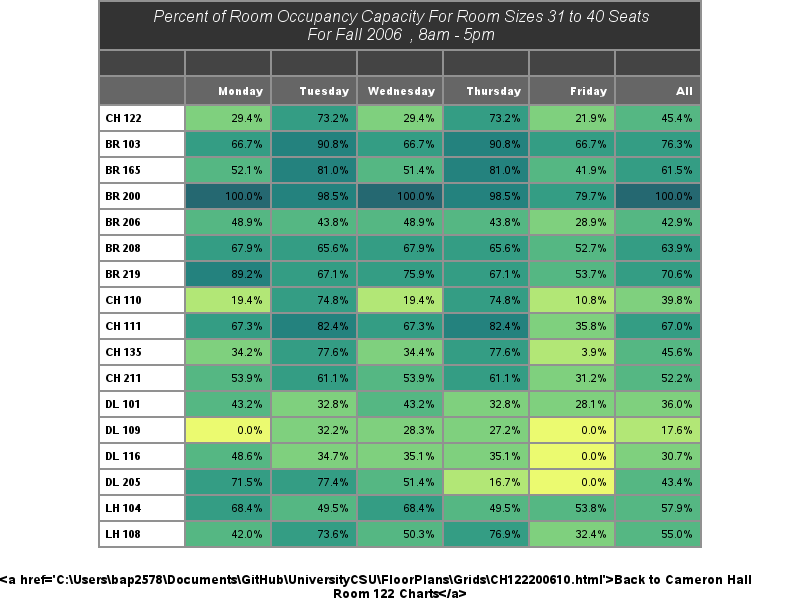 Percent of Room Occupancy Capacity For Room Sizes 31 to 40 Seats
For Fall 2006 , 8am - 5pm
Monday Tuesday Wednesday Thursday Friday All
CH 122 29.4% 73.2% 29.4% 73.2% 21.9% 45.4%
BR 103 66.7% 90.8% 66.7% 90.8% 66.7% 76.3%
BR 165 52.1% 81.0% 51.4% 81.0% 41.9% 61.5%
BR 200 100.0% 98.5% 100.0% 98.5% 79.7% 100.0%
BR 206 48.9% 43.8% 48.9% 43.8% 28.9% 42.9%
BR 208 67.9% 65.6% 67.9% 65.6% 52.7% 63.9%
BR 219 89.2% 67.1% 75.9% 67.1% 53.7% 70.6%
CH 110 19.4% 74.8% 19.4% 74.8% 10.8% 39.8%
CH 111 67.3% 82.4% 67.3% 82.4% 35.8% 67.0%
CH 135 34.2% 77.6% 34.4% 77.6% 3.9% 45.6%
CH 211 53.9% 61.1% 53.9% 61.1% 31.2% 52.2%
DL 101 43.2% 32.8% 43.2% 32.8% 28.1% 36.0%
DL 109 0.0% 32.2% 28.3% 27.2% 0.0% 17.6%
DL 116 48.6% 34.7% 35.1% 35.1% 0.0% 30.7%
DL 205 71.5% 77.4% 51.4% 16.7% 0.0% 43.4%
LH 104 68.4% 49.5% 68.4% 49.5% 53.8% 57.9%
LH 108 42.0% 73.6% 50.3% 76.9% 32.4% 55.0%
<a href='C:\Users\bap2578\Documents\GitHub\UniversityCSU\FloorPlans\Grids\CH122200610.html'>Back to Cameron Hall
Room 122 Charts</a>